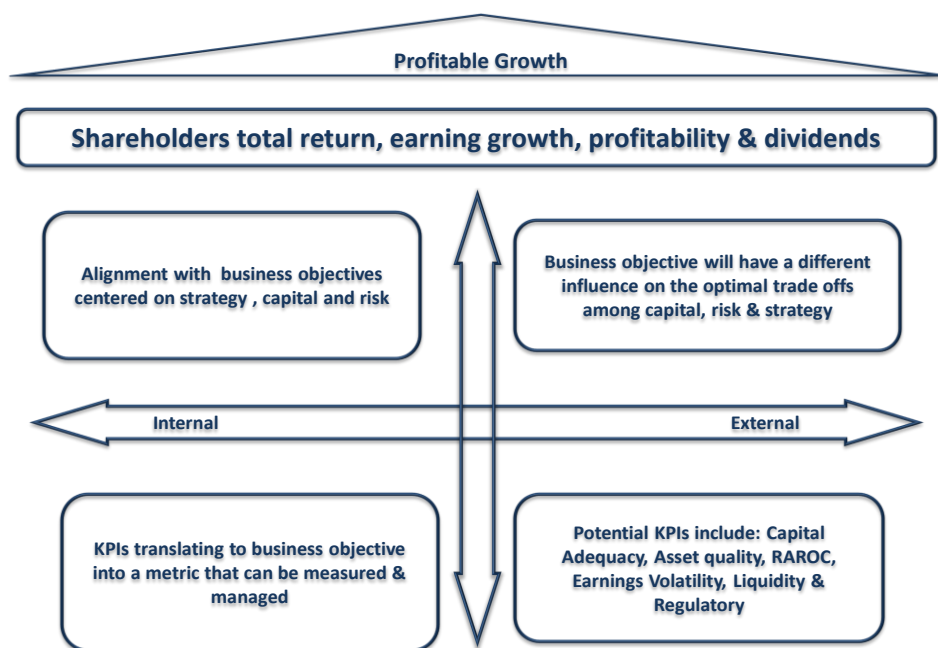 Profitable Growth
Shareholders total return, earning growth, profitability & dividends
Alignment with business objectives
centered on strategy , capital and risk
Business objective will have a different
influence on the optimal trade offs
among capital, risk & strategy
Internal
External
KPIs translating to business objective
into a metric that can be measured &
managed
Potential KPIs include: Capital
Adequacy, Asset quality, RAROC,
Earnings Volatility, Liquidity &
Regulatory